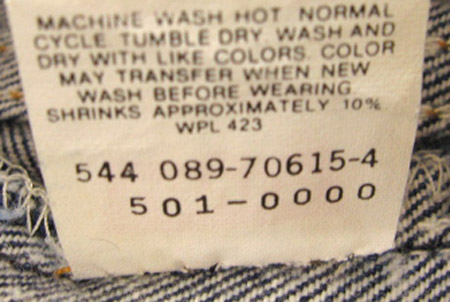 MACHINE WASH HOT NORMAL
CYCLE TUMBLE DRY. WASH AND
DRY WITH LIKE COLORS. COLOR
MAY TRANSFER WHEN NEW
WASH BEFORE WEARING.
SHRINKS APPROXIMATELY 10%
WPL 423
544 089-70615-4
501-0000